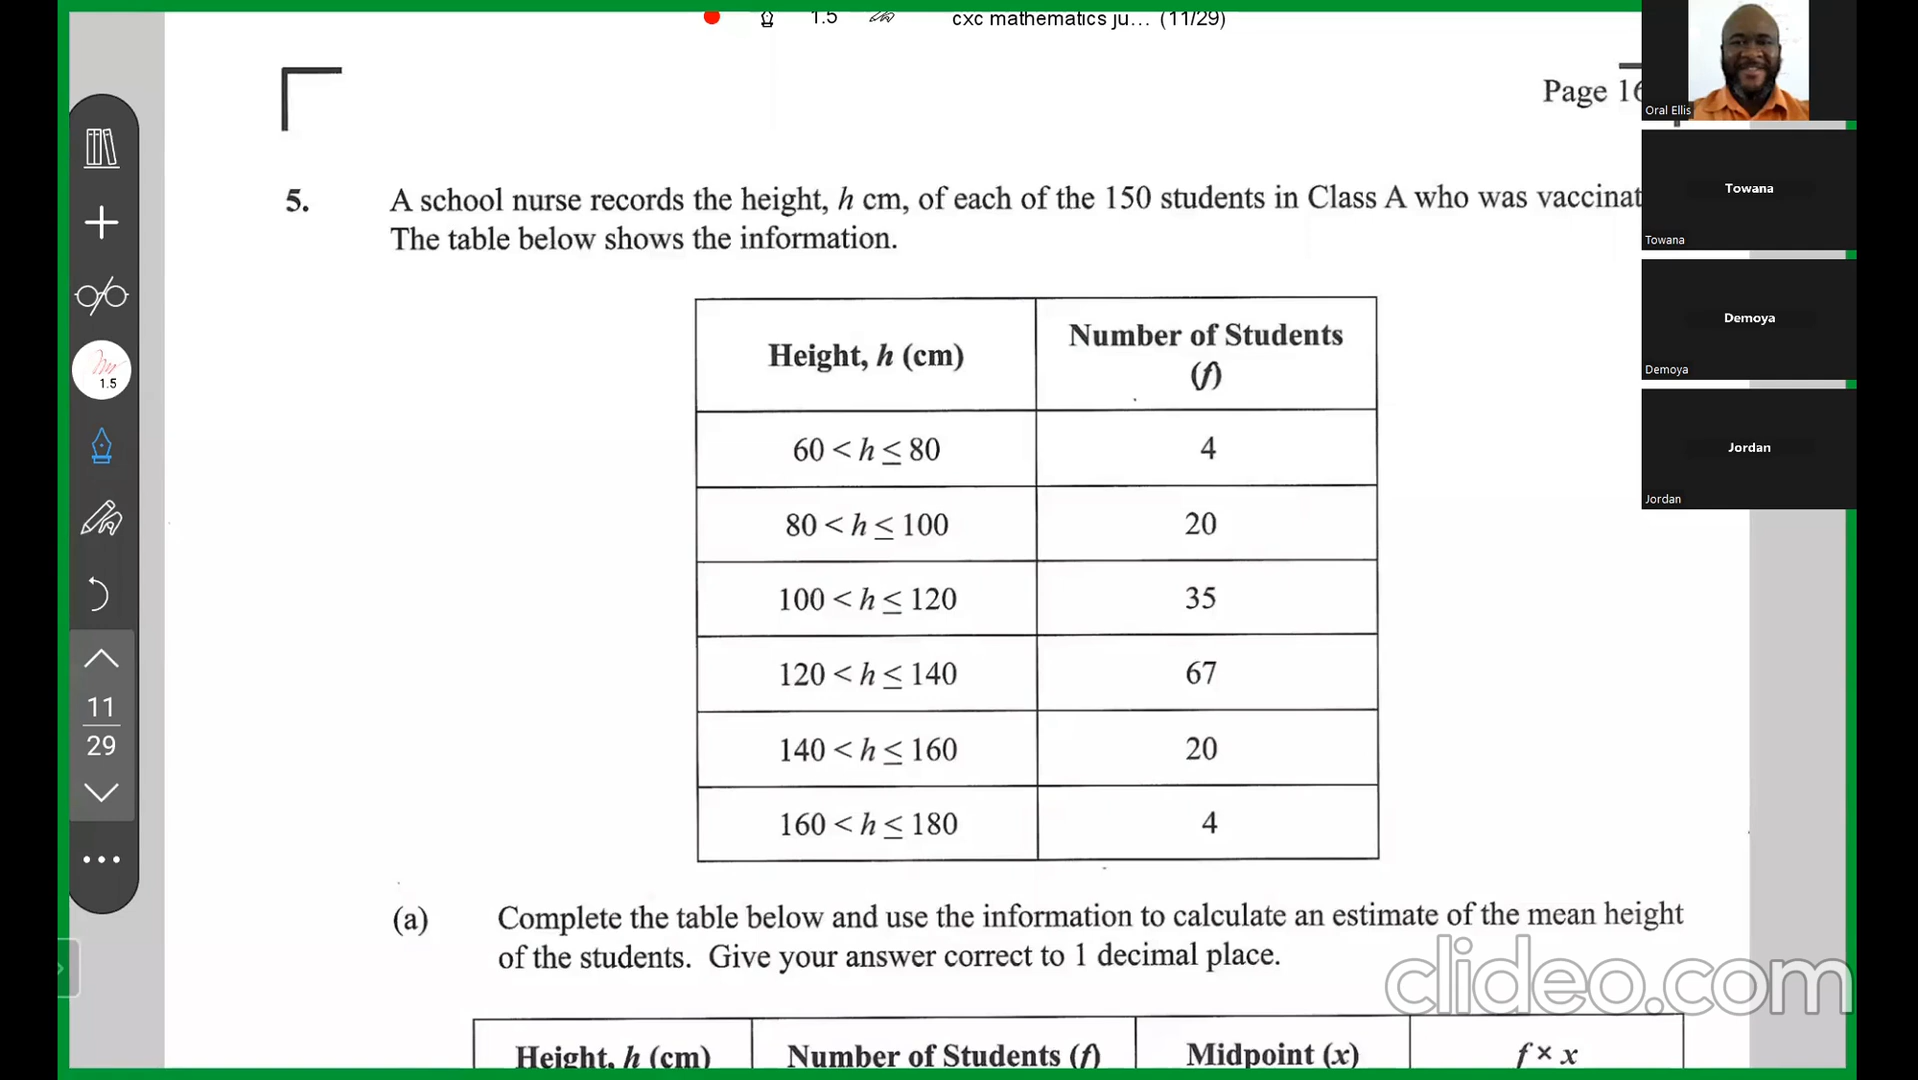 1.5 cxc mathematics ju... (11/29)
Page
Oral Ellis
5. A school nurse records the height, h cm, of each of the 150 students in Class A who was
The table below shows the information.
Towana
Towana
Height, h (cm) Number of Students (f)
Demoya
Demoya
60 < h ≤ 80 4
Jordan
Jordan
80 < h ≤ 100 20
100 < h ≤ 120 35
120 < h ≤ 140 67
140 < h ≤ 160 20
160 < h ≤ 180 4
1.5
11
29
(a) Complete the table below and use the information to calculate an estimate of the mean height
of the students. Give your answer correct to 1 decimal place.
clideo.com
Height, h (cm) Number of Students (f) Midpoint (x) f × x